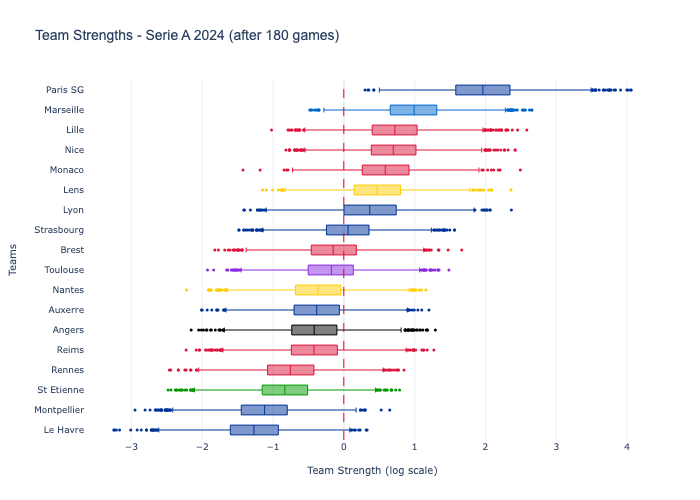 Team Strengths - Serie A 2024 (after 180 games)
Paris SG
Marseille
Lille
Nice
Monaco
Lens
Lyon
Strasbourg
Brest
Toulouse
Nantes
Auxerre
Angers
Reims
Rennes
St Etienne
Montpellier
Le Havre
Teams
−3 −2 −1 0 1 2 3 4
Team Strength (log scale)